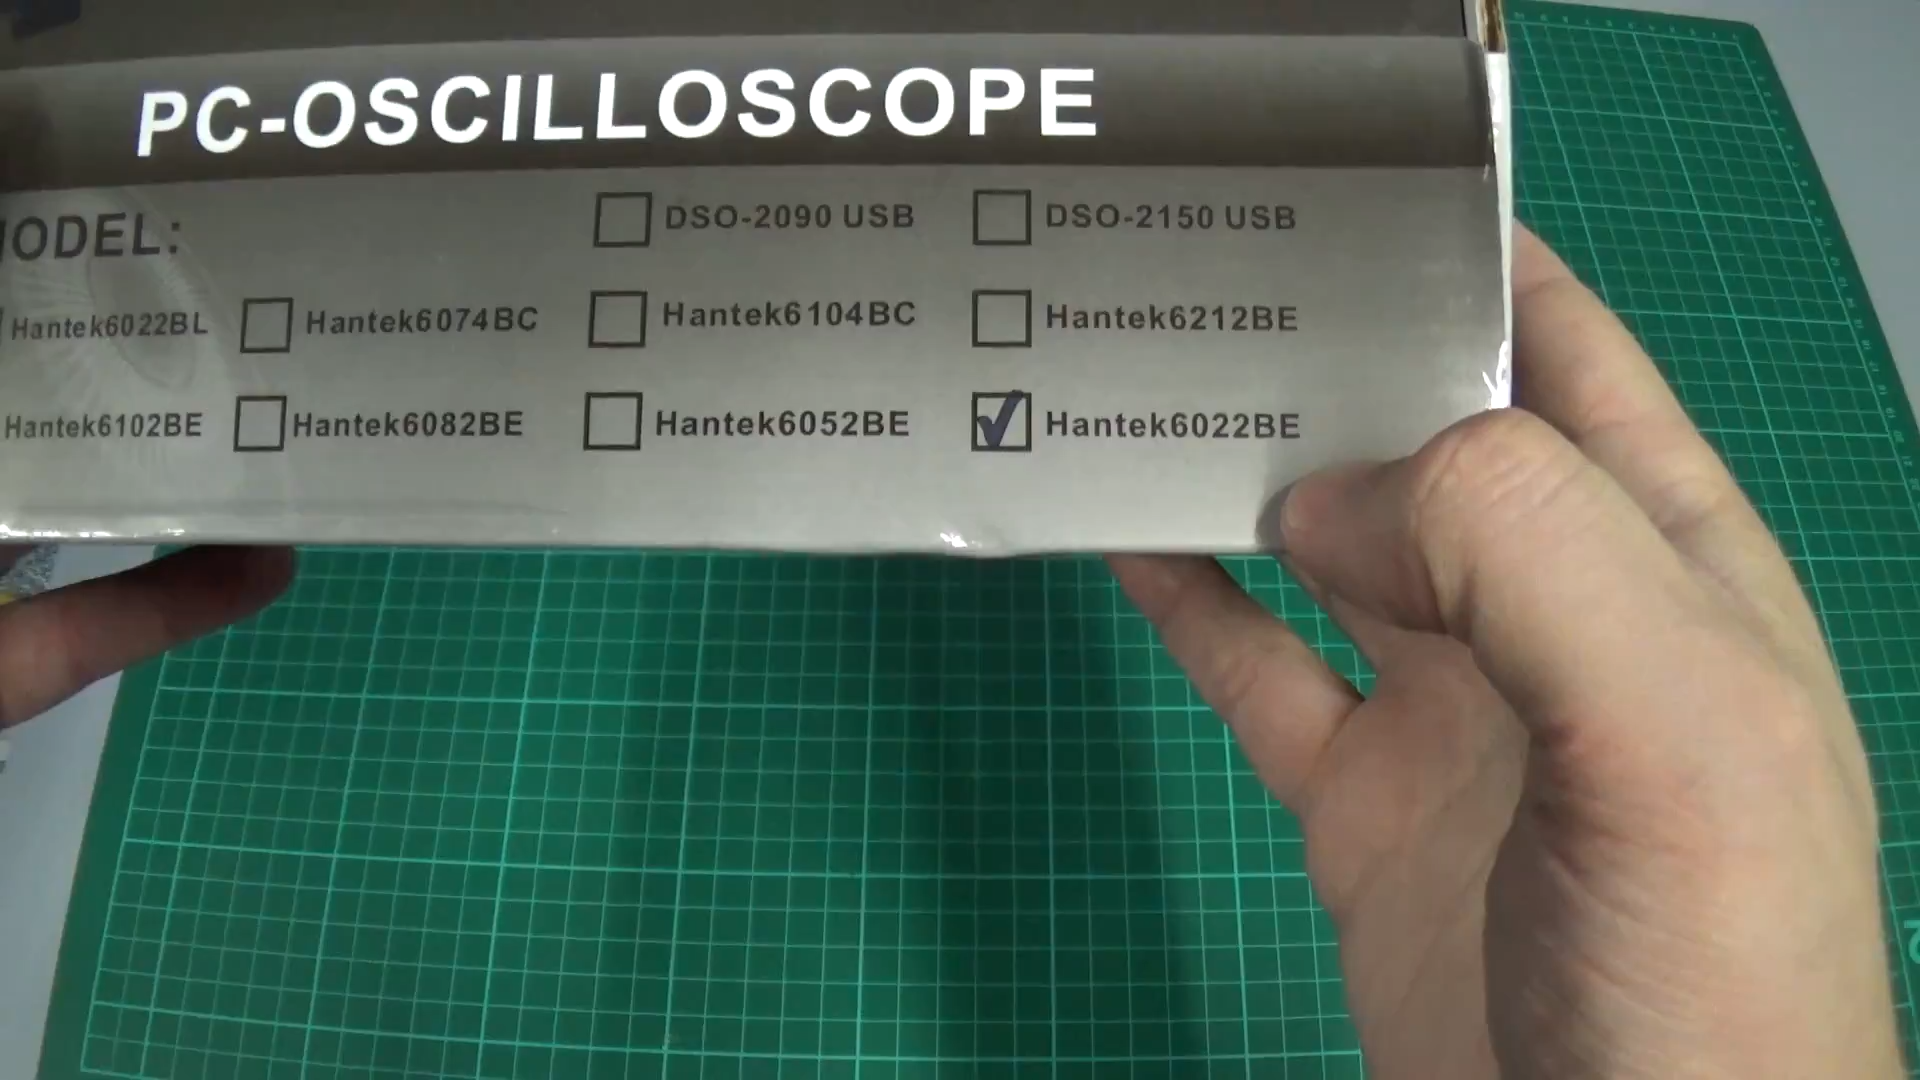 PC-OSCILLOSCOPE
ODEL:
DSO-2090 USB
DSO-2150 USB
Hantek6022BL
Hantek6074BC
Hantek6104BC
Hantek6212BE
Hantek6102BE
Hantek6082BE
Hantek6052BE
Hantek6022BE